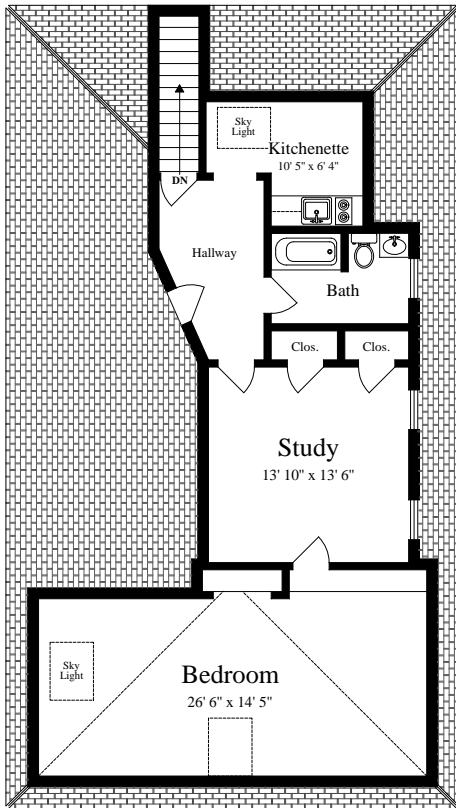 Sky
Light
Kitchenette
10' 5" x 6' 4"
DN
Hallway
Bath
Clos.
Clos.
Study
13' 10" x 13' 6"
Sky
Light
Bedroom
26' 6" x 14' 5"